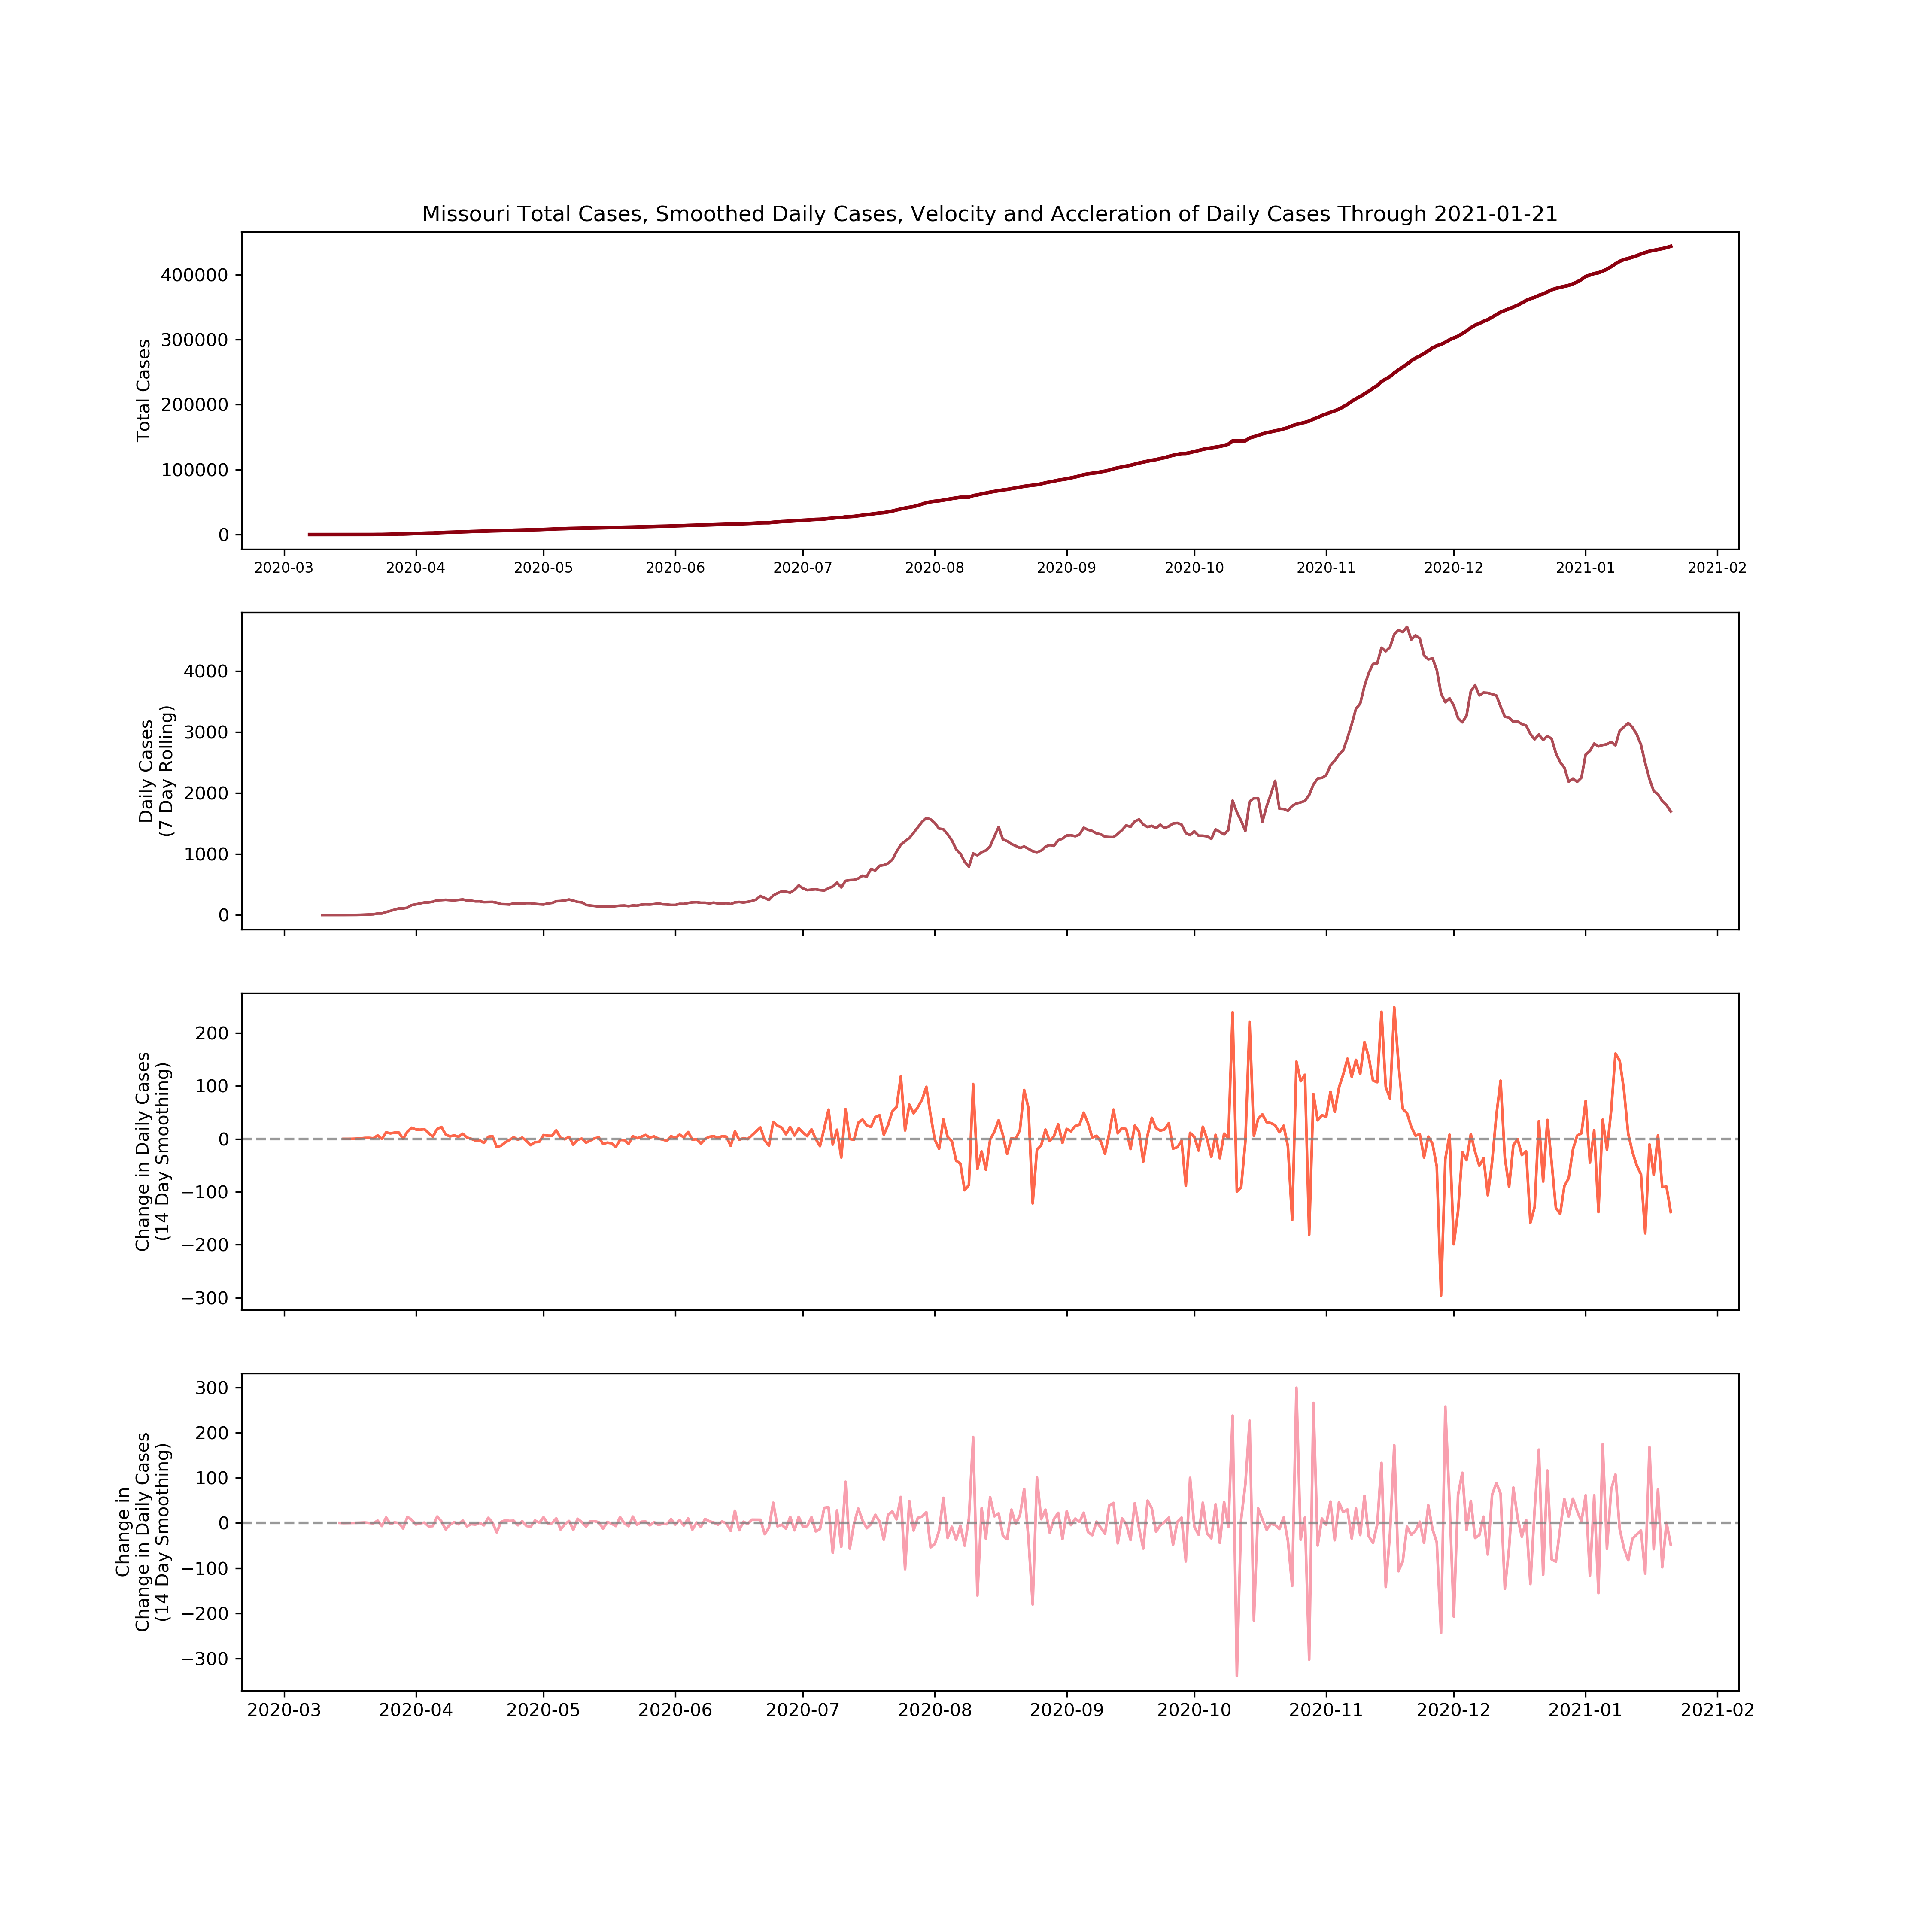 Missouri Total Cases, Smoothed Daily Cases, Velocity and Accleration of Daily Cases Through 2021-01-21
Total Cases
400000
300000
200000
100000
0
2020-03 2020-04 2020-05 2020-06 2020-07 2020-08 2020-09 2020-10 2020-11 2020-12 2021-01 2021-02
Daily Cases
(7 Day Rolling)
4000
3000
2000
1000
0
Change in Daily Cases
(14 Day Smoothing)
200
100
0
−100
−200
−300
Change in
Change in Daily Cases
(14 Day Smoothing)
300
200
100
0
−100
−200
−300
2020-03 2020-04 2020-05 2020-06 2020-07 2020-08 2020-09 2020-10 2020-11 2020-12 2021-01 2021-02